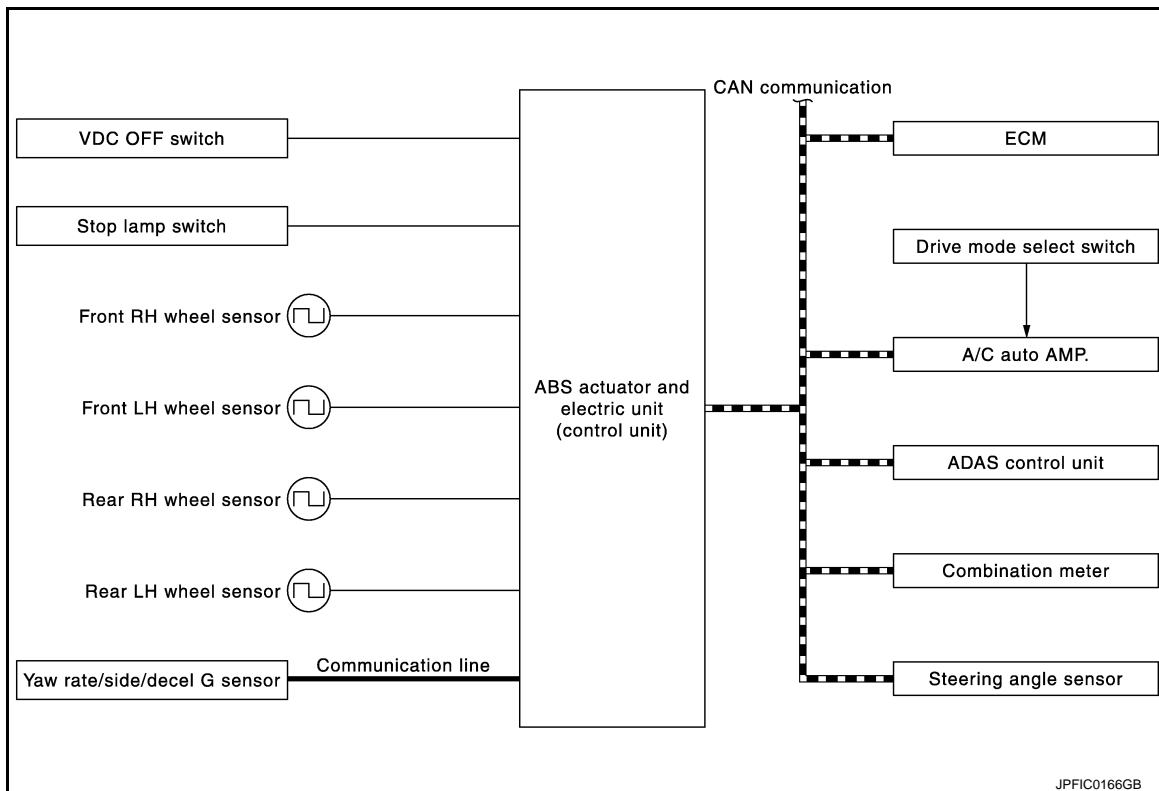 CAN communication
VDC OFF switch
Stop lamp switch
Front RH wheel sensor
Front LH wheel sensor
Rear RH wheel sensor
Rear LH wheel sensor
Yaw rate/side/decel G sensor
Communication line
ABS actuator and
electric unit
(control unit)
ECM
Drive mode select switch
A/C auto AMP.
ADAS control unit
Combination meter
Steering angle sensor
JPFIC0166GB